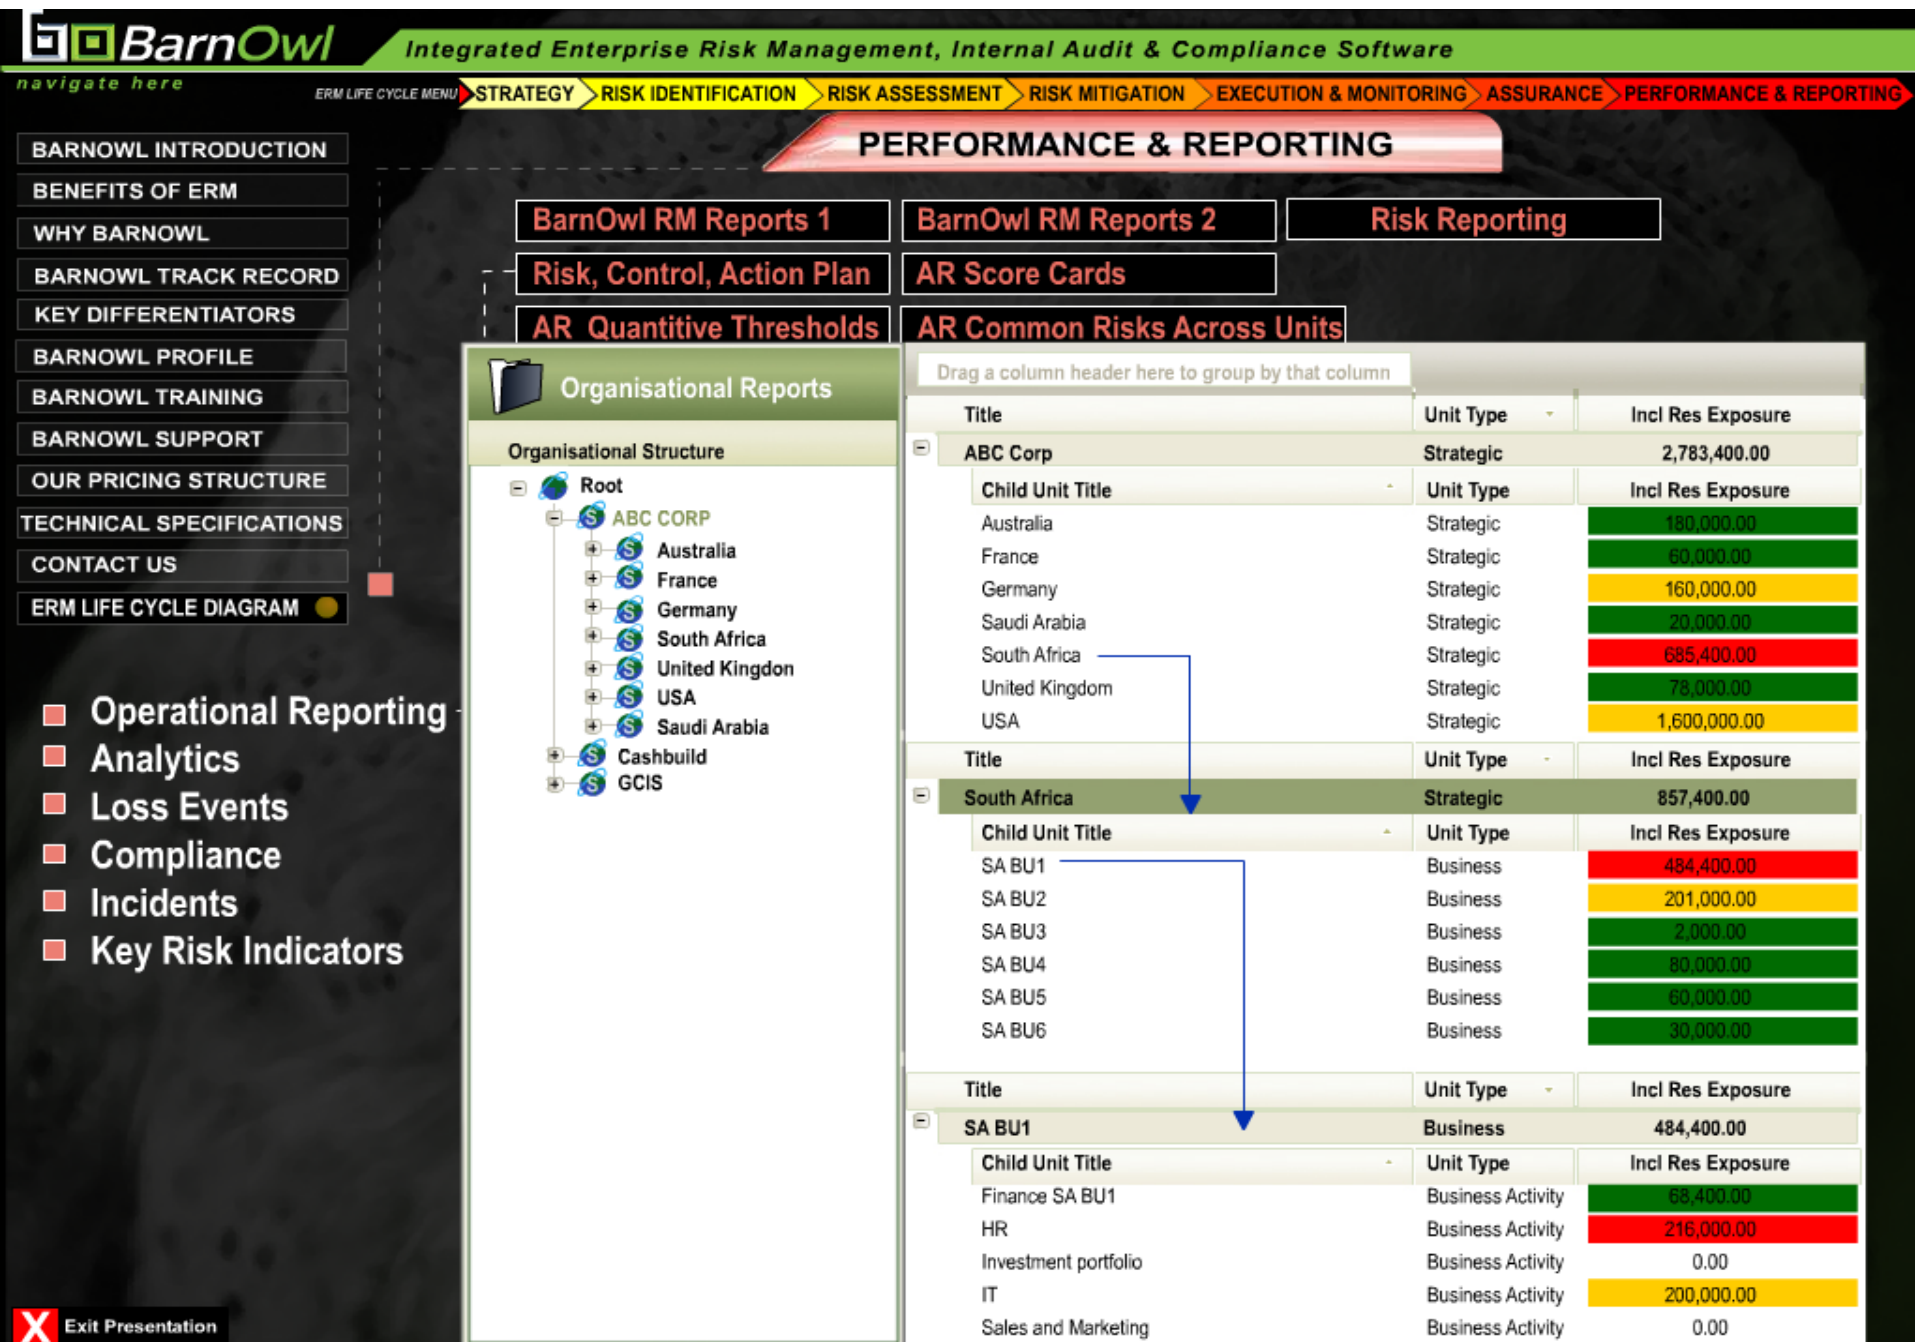 BarnOwl
Integrated Enterprise Risk Management, Internal Audit & Compliance Software
navigate here
ERM LIFE CYCLE MENU STRATEGY RISK IDENTIFICATION RISK ASSESSMENT RISK MITIGATION EXECUTION & MONITORING ASSURANCE PERFORMANCE & REPORTING
PERFORMANCE & REPORTING
BARNOWL INTRODUCTION
BENEFITS OF ERM
WHY BARNOWL
BARNOWL TRACK RECORD
KEY DIFFERENTIATORS
BARNOWL PROFILE
BARNOWL TRAINING
BARNOWL SUPPORT
OUR PRICING STRUCTURE
TECHNICAL SPECIFICATIONS
CONTACT US
ERM LIFE CYCLE DIAGRAM
Operational Reporting
Analytics
Loss Events
Compliance
Incidents
Key Risk Indicators
X Exit Presentation
BarnOwl RM Reports 1 BarnOwl RM Reports 2 Risk Reporting
Risk, Control, Action Plan AR Score Cards
AR Quantitive Thresholds AR Common Risks Across Units
Organisational Reports
Organisational Structure
Root
ABC CORP
Australia
France
Germany
South Africa
United Kingdon
USA
Saudi Arabia
Cashbuild
GCIS
Drag a column header here to group by that column
Title Unit Type Incl Res Exposure
ABC Corp Strategic 2,783,400.00
Child Unit Title Unit Type Incl Res Exposure
Australia Strategic 180,000.00
France Strategic 60,000.00
Germany Strategic 160,000.00
Saudi Arabia Strategic 20,000.00
South Africa Strategic 685,400.00
United Kingdom Strategic 78,000.00
USA Strategic 1,600,000.00
Title Unit Type Incl Res Exposure
South Africa Strategic 857,400.00
Child Unit Title Unit Type Incl Res Exposure
SA BU1 Business 484,400.00
SA BU2 Business 201,000.00
SA BU3 Business 2,000.00
SA BU4 Business 80,000.00
SA BU5 Business 60,000.00
SA BU6 Business 30,000.00
Title Unit Type Incl Res Exposure
SA BU1 Business 484,400.00
Child Unit Title Unit Type Incl Res Exposure
Finance SA BU1 Business Activity 68,400.00
HR Business Activity 216,000.00
Investment portfolio Business Activity 0.00
IT Business Activity 200,000.00
Sales and Marketing Business Activity 0.00